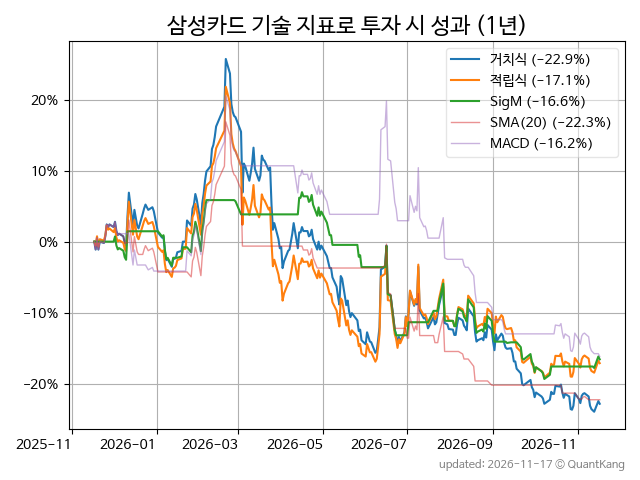 삼성카드 기술 지표로 투자 시 성과 (1년)
거치식 (−22.9%)
적립식 (−17.1%)
SigM (−16.6%)
SMA(20) (−22.3%)
MACD (−16.2%)
20%
10%
0%
−10%
−20%
2025-11 2026-01 2026-03 2026-05 2026-07 2026-09 2026-11
updated: 2026-11-17 © QuantKang